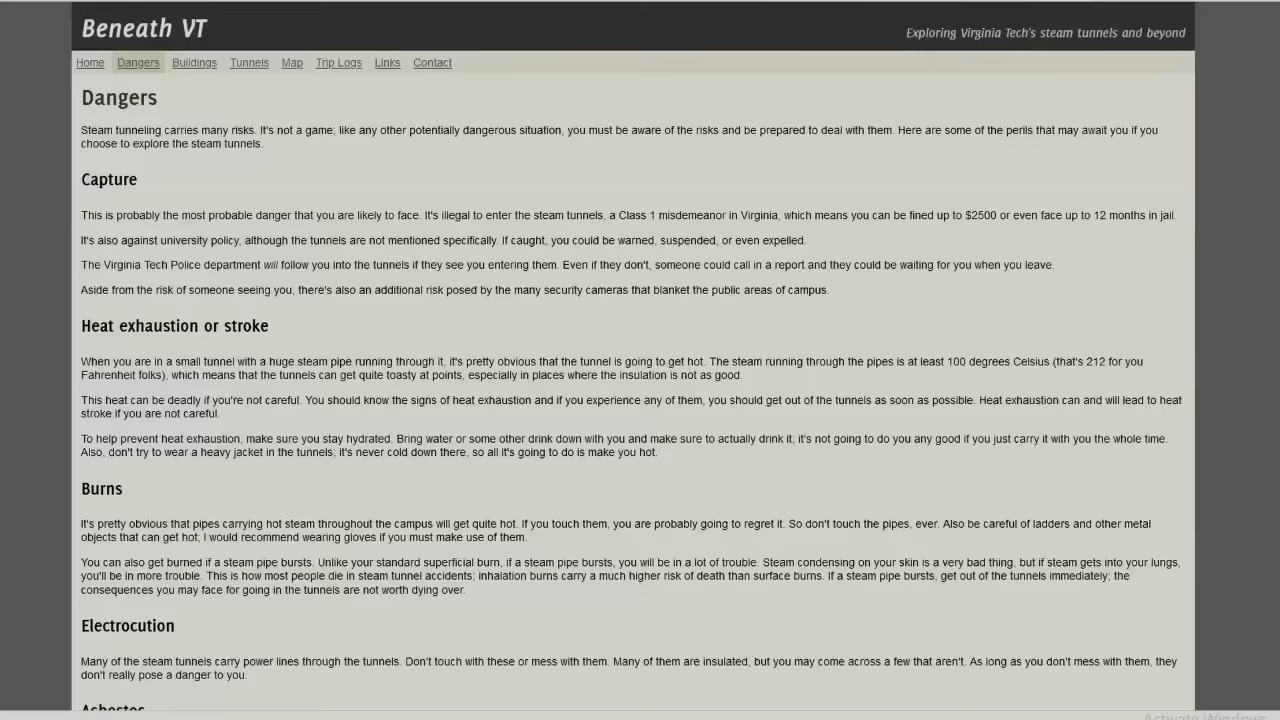 Beneath VT
Exploring Virginia Tech's steam tunnels and beyond
Home Dangers Buildings Tunnels Map Trip Logs Links Contact
Dangers
Steam tunneling carries many risks. It's not a game; like any other potentially dangerous situation, you must be aware of the risks and be prepared to deal with them. Here are some of the perils that may await you if you
choose to explore the steam tunnels.
Capture
This is probably the most probable danger that you are likely to face. It's illegal to enter the steam tunnels, a Class 1 misdemeanor in Virginia, which means you can be fined up to $2500 or even face up to 12 months in jail.
It's also against university policy, although the tunnels are not mentioned specifically. If caught, you could be warned, suspended, or even expelled.
The Virginia Tech Police department will follow you into the tunnels if they see you entering them. Even if they don't, someone could call in a report and they could be waiting for you when you leave.
Aside from the risk of someone seeing you, there's also an additional risk posed by the many security cameras that blanket the public areas of campus.
Heat exhaustion or stroke
When you are in a small tunnel with a huge steam pipe running through it, it's pretty obvious that the tunnel is going to get hot. The steam running through the pipes is at least 100 degrees Celsius (that's 212 for you
Fahrenheit folks), which means that the tunnels can get quite toasty at points, especially in places where the insulation is not as good.
This heat can be deadly if you're not careful. You should know the signs of heat exhaustion and if you experience any of them, you should get out of the tunnels as soon as possible. Heat exhaustion can and will lead to heat
stroke if you are not careful.
To help prevent heat exhaustion, make sure you stay hydrated. Bring water or some other drink down with you and make sure to actually drink it; it's not going to do you any good if you just carry it with you the whole time.
Also, don't try to wear a heavy jacket in the tunnels; it's never cold down there, so all it's going to do is make you hot.
Burns
It's pretty obvious that pipes carrying hot steam throughout the campus will get quite hot. If you touch them, you are probably going to regret it. So don't touch the pipes, ever. Also be careful of ladders and other metal
objects that can get hot; I would recommend wearing gloves if you must make use of them.
You can also get burned if a steam pipe bursts. Unlike your standard superficial burn, if a steam pipe bursts, you will be in a lot of trouble. Steam condensing on your skin is a very bad thing, but if steam gets into your lungs,
you'll be in more trouble. This is how most people die in steam tunnel accidents; inhalation burns carry a much higher risk of death than surface burns. If a steam pipe bursts, get out of the tunnels immediately; the
consequences you may face for going in the tunnels are not worth dying over.
Electrocution
Many of the steam tunnels carry power lines through the tunnels. Don't touch with these or mess with them. Many of them are insulated, but you may come across a few that aren't. As long as you don't mess with them, they
don't really pose a danger to you.
Asbestos
Activate Windows